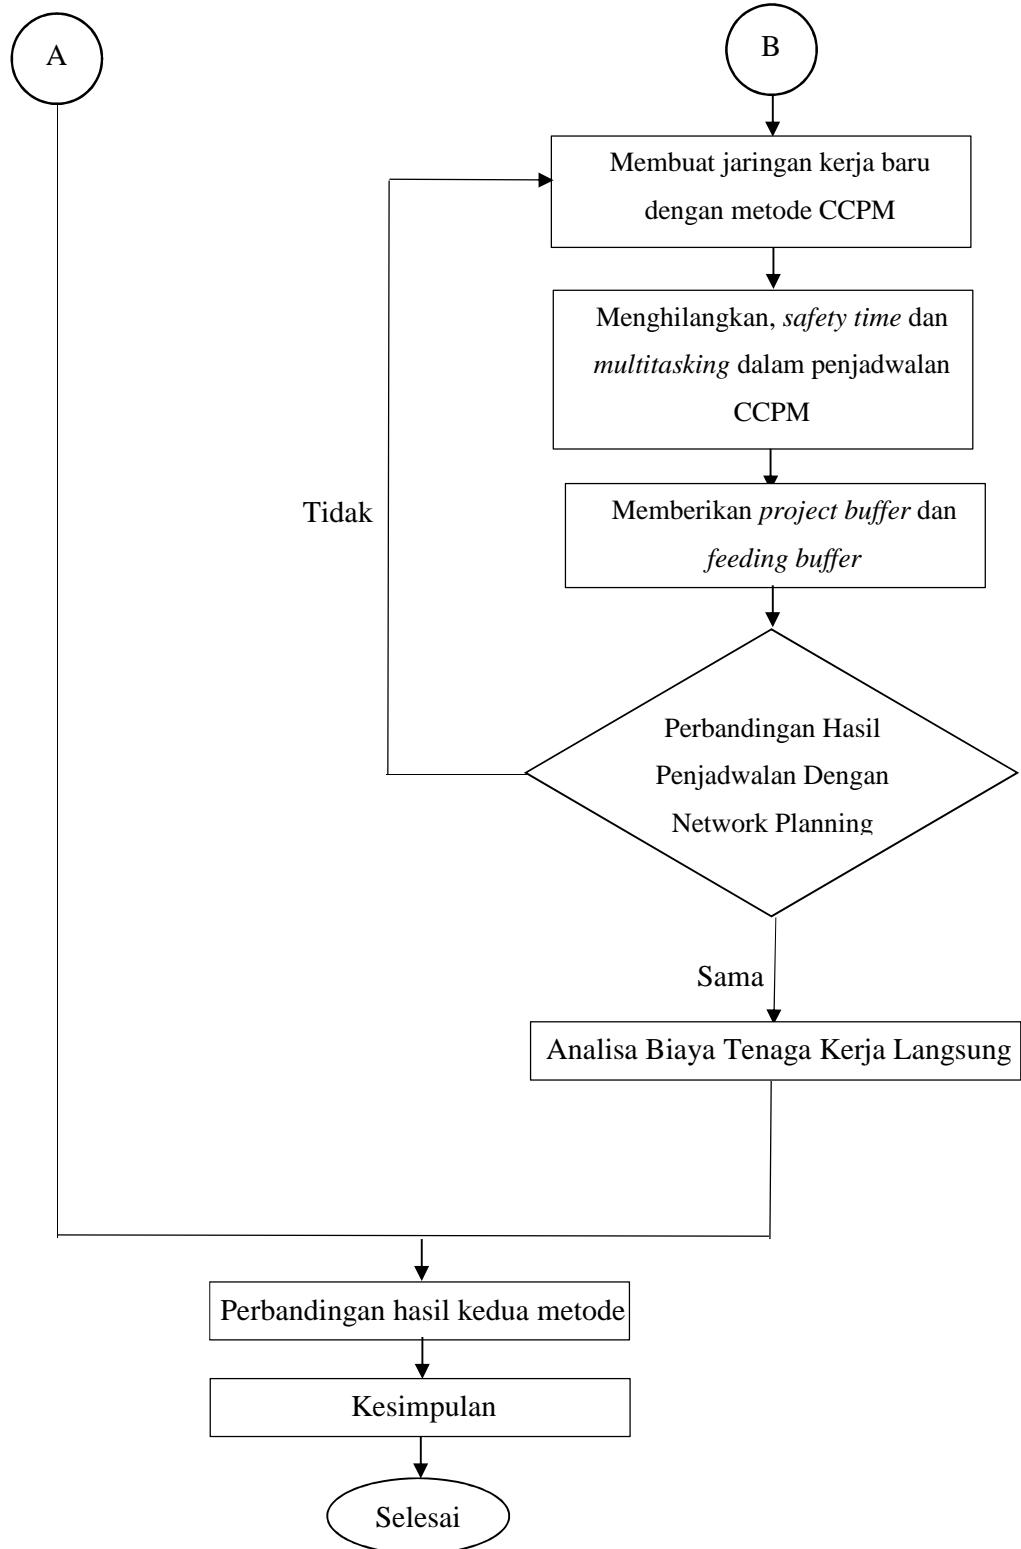 A
B
Membuat jaringan kerja baru
dengan metode CCPM
Menghilangkan, safety time dan
multitasking dalam penjadwalan
CCPM
Tidak
Memberikan project buffer dan
feeding buffer
Perbandingan Hasil
Penjadwalan Dengan
Network Planning
Sama
Analisa Biaya Tenaga Kerja Langsung
Perbandingan hasil kedua metode
Kesimpulan
Selesai